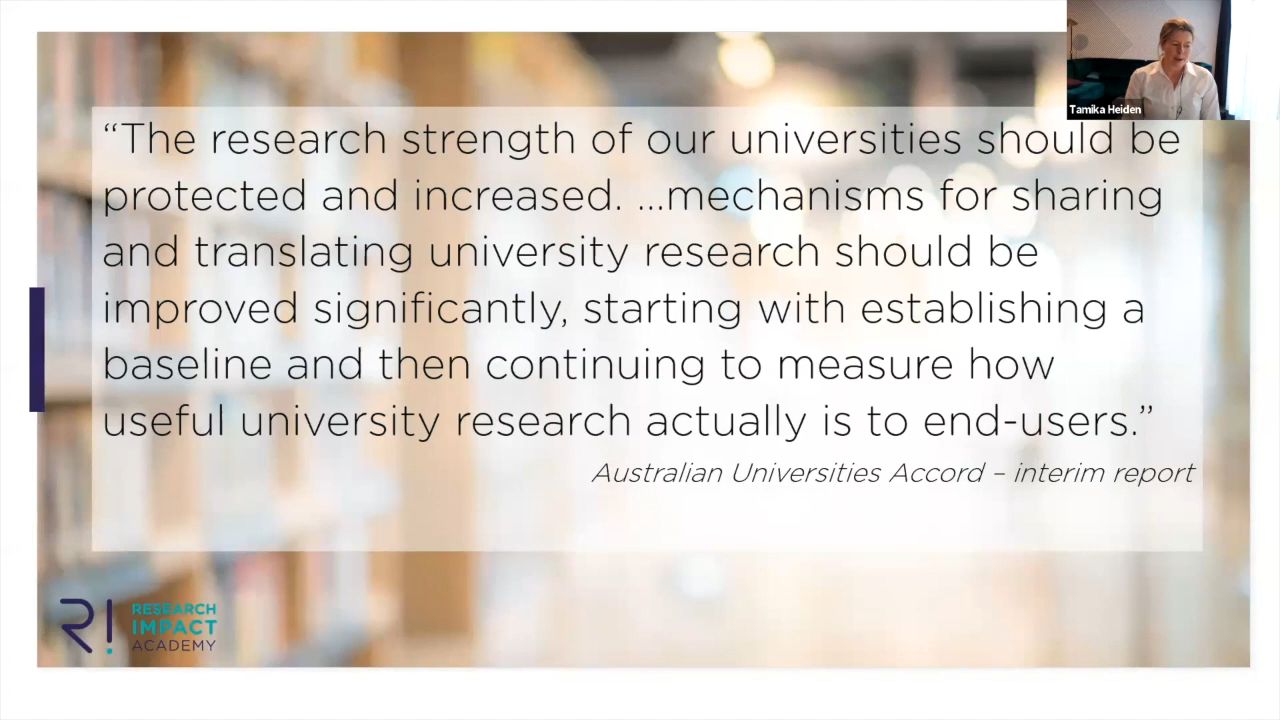 Tamika Heiden
“The research strength of our universities should be
protected and increased. ...mechanisms for sharing
and translating university research should be
improved significantly, starting with establishing a
baseline and then continuing to measure how
useful university research actually is to end-users.”
Australian Universities Accord – interim report
R!
RESEARCH
IMPACT
ACADEMY